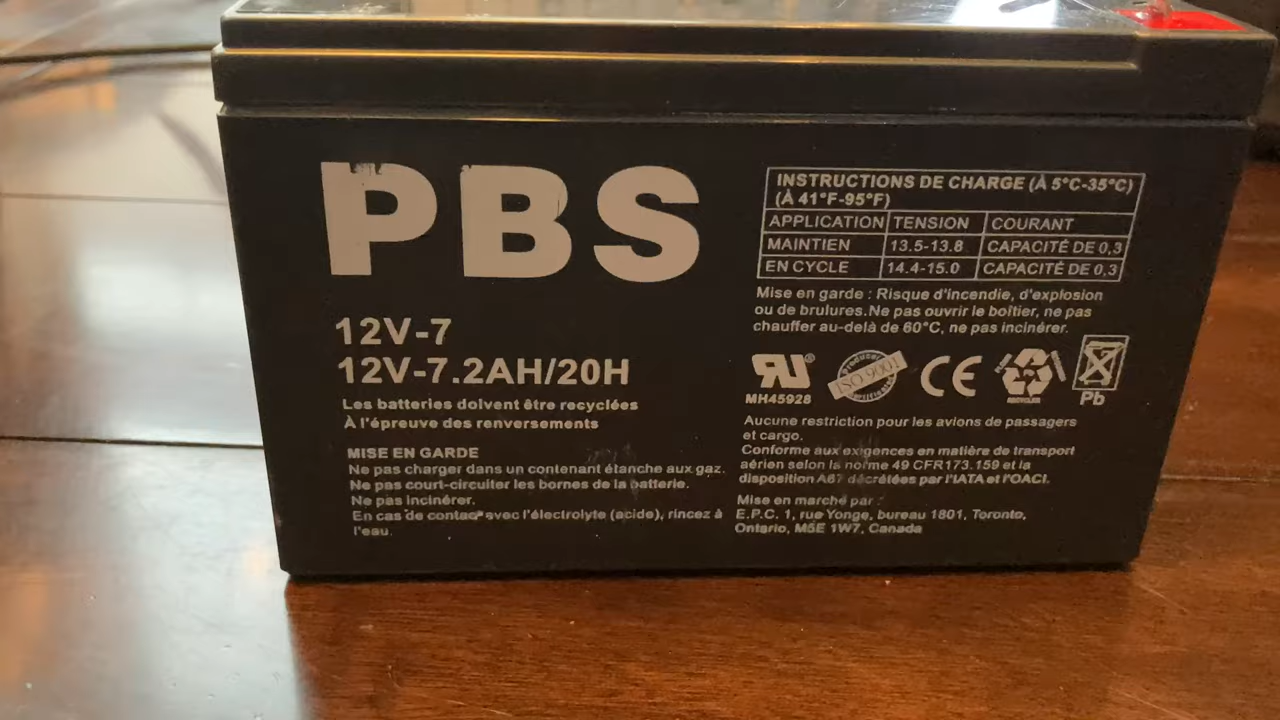 PBS
12V-7
12V-7.2AH/20H
Les batteries doivent être recyclées
À l'épreuve des renversements
MISE EN GARDE
Ne pas charger dans un contenant étanche aux gaz.
Ne pas court-circuiter les bornes de la batterie.
Ne pas incinérer.
En cas de contact avec l'électrolyte (acide), rincez à
l'eau.
INSTRUCTIONS DE CHARGE (À 5°C-35°C)
(À 41°F-95°F)
APPLICATION TENSION COURANT
MAINTIEN 13.5-13.8 CAPACITÉ DE 0,3
EN CYCLE 14.4-15.0 CAPACITÉ DE 0,3
Mise en garde : Risque d'incendie, d'explosion
ou de brulures.Ne pas ouvrir le boîtier, ne pas
chauffer au-delà de 60°C, ne pas incinérer.
MH45928
ISO 9001
CE
Pb
Aucune restriction pour les avions de passagers
et cargo.
Conforme aux exigences en matière de transport
aérien selon la norme 49 CFR173.159 et la
disposition A67 décrétées par l'IATA et l'OACI.
Mise en marché par :
E.P.C. 1, rue Yonge, bureau 1801, Toronto,
Ontario, M5E 1W7, Canada